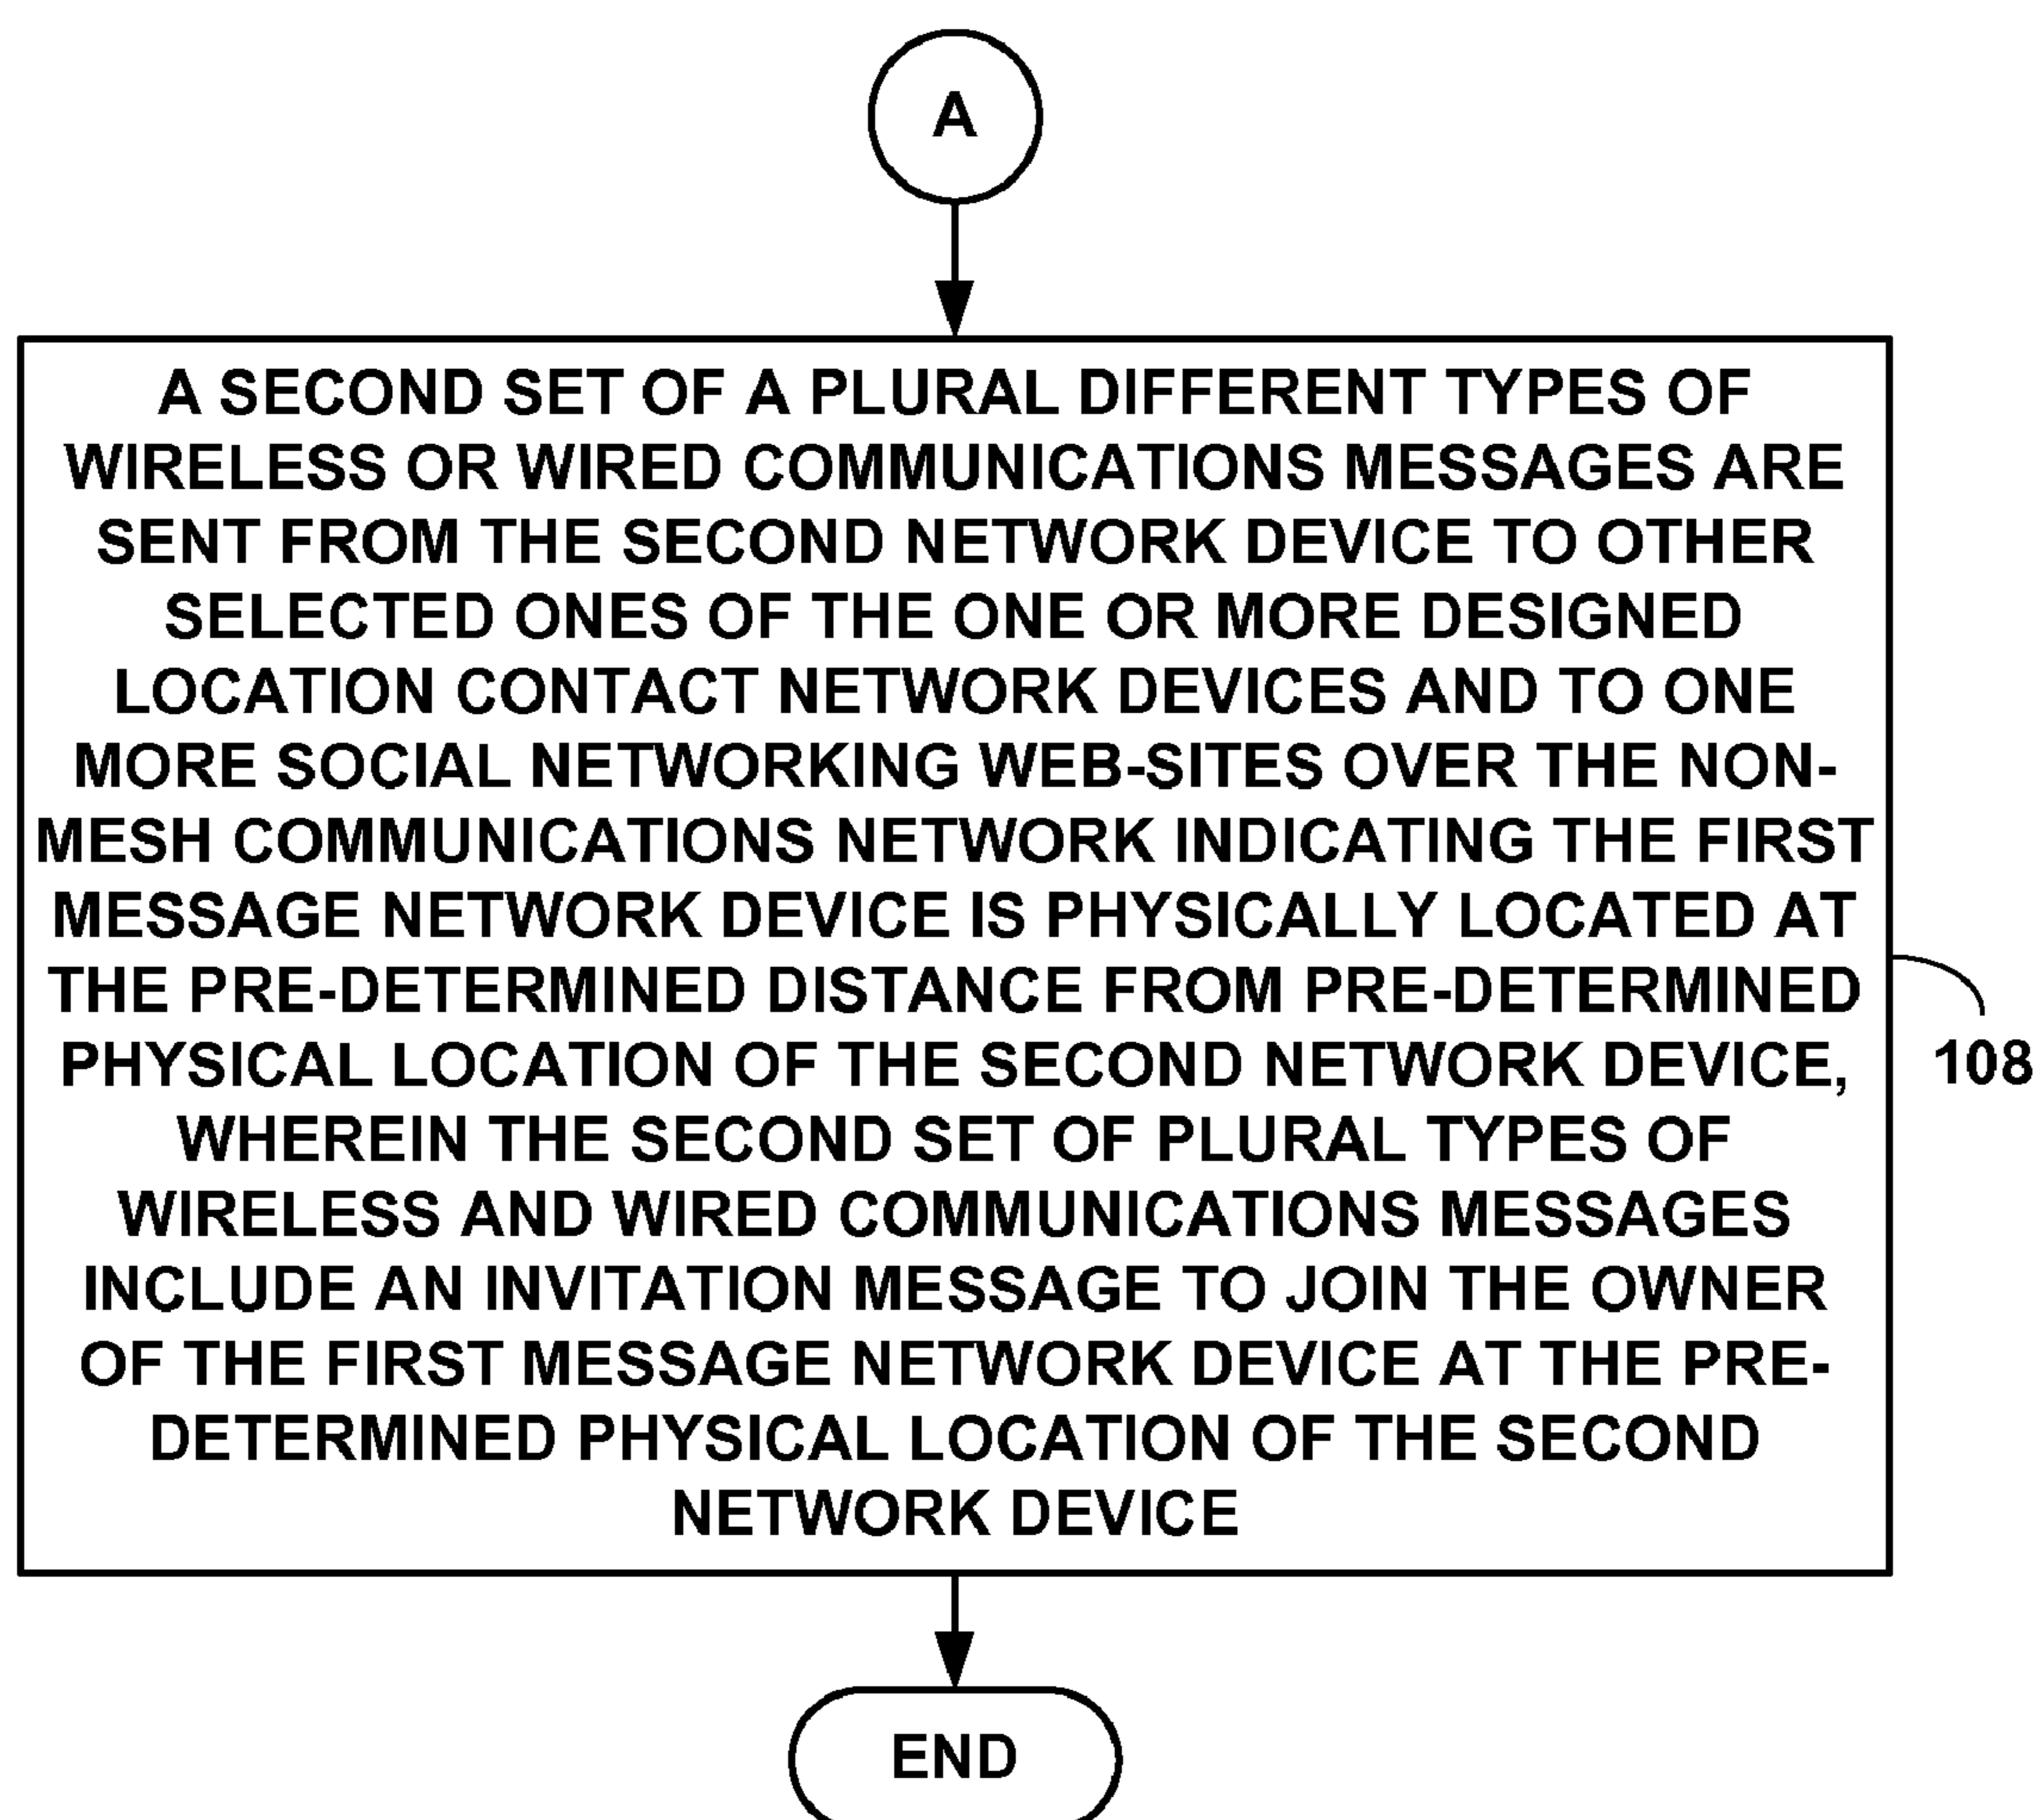 A
A SECOND SET OF A PLURAL DIFFERENT TYPES OF
WIRELESS OR WIRED COMMUNICATIONS MESSAGES ARE
SENT FROM THE SECOND NETWORK DEVICE TO OTHER
SELECTED ONES OF THE ONE OR MORE DESIGNED
LOCATION CONTACT NETWORK DEVICES AND TO ONE
MORE SOCIAL NETWORKING WEB-SITES OVER THE NON-
MESH COMMUNICATIONS NETWORK INDICATING THE FIRST
MESSAGE NETWORK DEVICE IS PHYSICALLY LOCATED AT
THE PRE-DETERMINED DISTANCE FROM PRE-DETERMINED
PHYSICAL LOCATION OF THE SECOND NETWORK DEVICE,
WHEREIN THE SECOND SET OF PLURAL TYPES OF
WIRELESS AND WIRED COMMUNICATIONS MESSAGES
INCLUDE AN INVITATION MESSAGE TO JOIN THE OWNER
OF THE FIRST MESSAGE NETWORK DEVICE AT THE PRE-
DETERMINED PHYSICAL LOCATION OF THE SECOND
NETWORK DEVICE
108
END